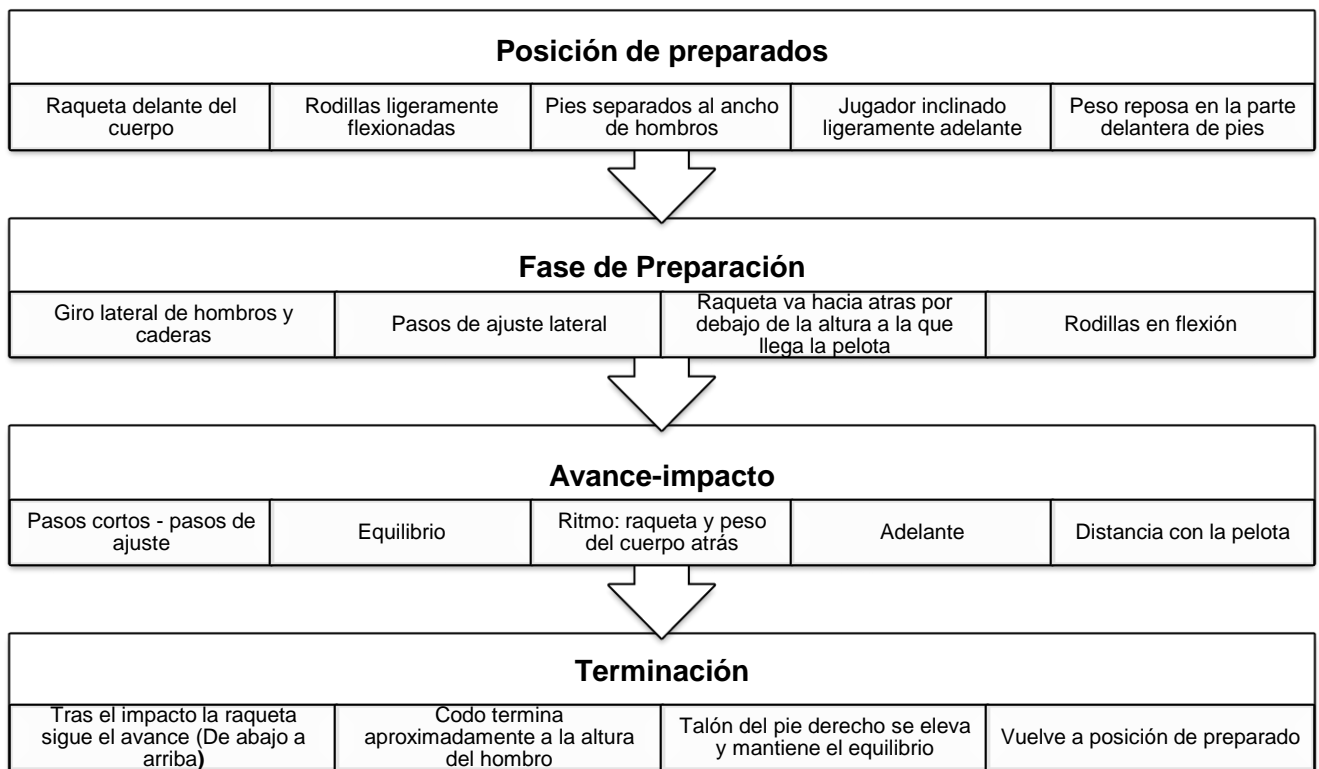 Posición de preparados
Raqueta delante del
cuerpo
Rodillas ligeramente
flexionadas
Pies separados al ancho
de hombros
Jugador inclinado
ligeramente adelante
Peso reposa en la parte
delantera de pies
Fase de Preparación
Giro lateral de hombros y
caderas
Pasos de ajuste lateral
Raqueta va hacia atras por
debajo de la altura a la que
llega la pelota
Rodillas en flexión
Avance-impacto
Pasos cortos - pasos de
ajuste
Equilibrio
Ritmo: raqueta y peso
del cuerpo atrás
Adelante
Distancia con la pelota
Terminación
Tras el impacto la raqueta
sigue el avance (De abajo a
arriba)
Codo termina
aproximadamente a la altura
del hombro
Talón del pie derecho se eleva
y mantiene el equilibrio
Vuelve a posición de preparado